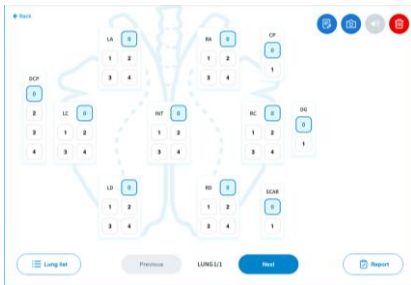 Back
LA 0
1 2
3 4
RA 0
1 2
3 4
CP
0
1
DCP
0
2
3
4
LC 0
1 2
3 4
INT 0
1 2
3 4
RC 0
1 2
3 4
DG
0
1
LD 0
1 2
3 4
RD 0
1 2
3 4
SCAR
0
1
Lung list
Previous
LUNG1/1
Next
Report